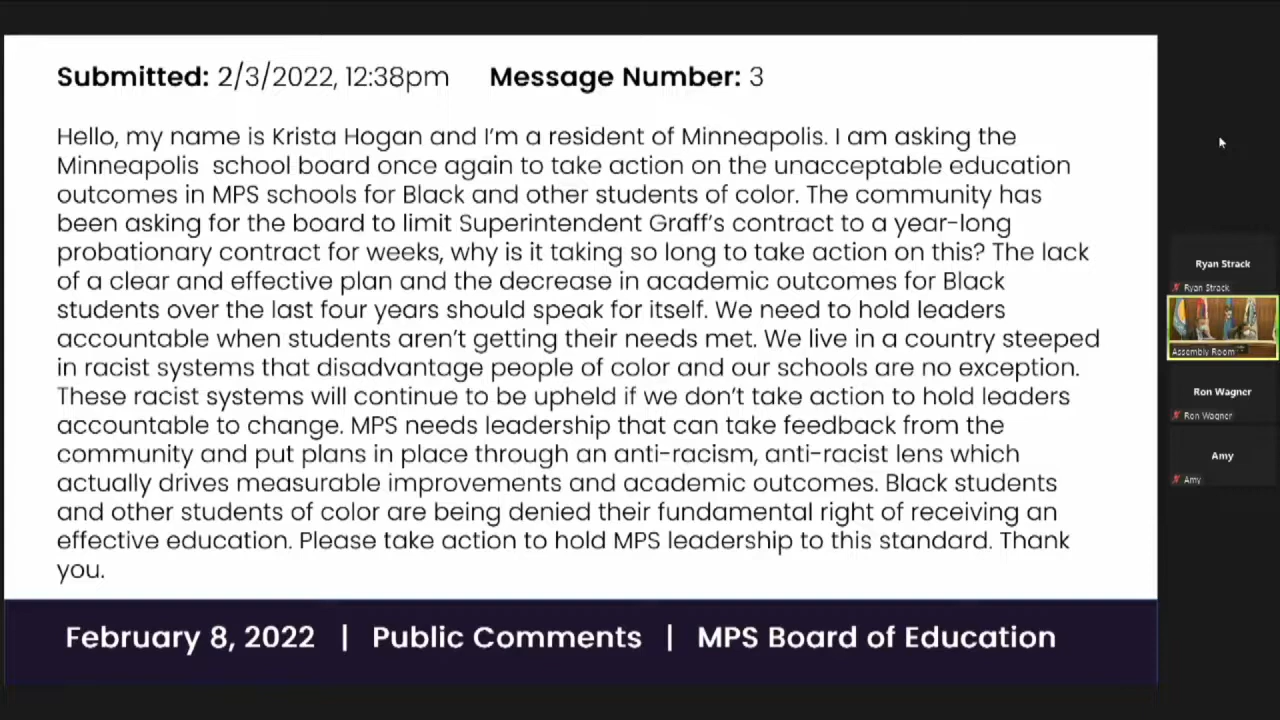 Submitted: 2/3/2022, 12:38pm Message Number: 3
Hello, my name is Krista Hogan and I'm a resident of Minneapolis. I am asking the
Minneapolis school board once again to take action on the unacceptable education
outcomes in MPS schools for Black and other students of color. The community has
been asking for the board to limit Superintendent Graff's contract to a year-long
probationary contract for weeks, why is it taking so long to take action on this? The lack
of a clear and effective plan and the decrease in academic outcomes for Black
students over the last four years should speak for itself. We need to hold leaders
accountable when students aren't getting their needs met. We live in a country steeped
in racist systems that disadvantage people of color and our schools are no exception.
These racist systems will continue to be upheld if we don't take action to hold leaders
accountable to change. MPS needs leadership that can take feedback from the
community and put plans in place through an anti-racism, anti-racist lens which
actually drives measurable improvements and academic outcomes. Black students
and other students of color are being denied their fundamental right of receiving an
effective education. Please take action to hold MPS leadership to this standard. Thank
you.
February 8, 2022 | Public Comments | MPS Board of Education
Ryan Strack
Ryan Strack
Assembly Room
Ron Wagner
Ron Wagner
Amy
Amy